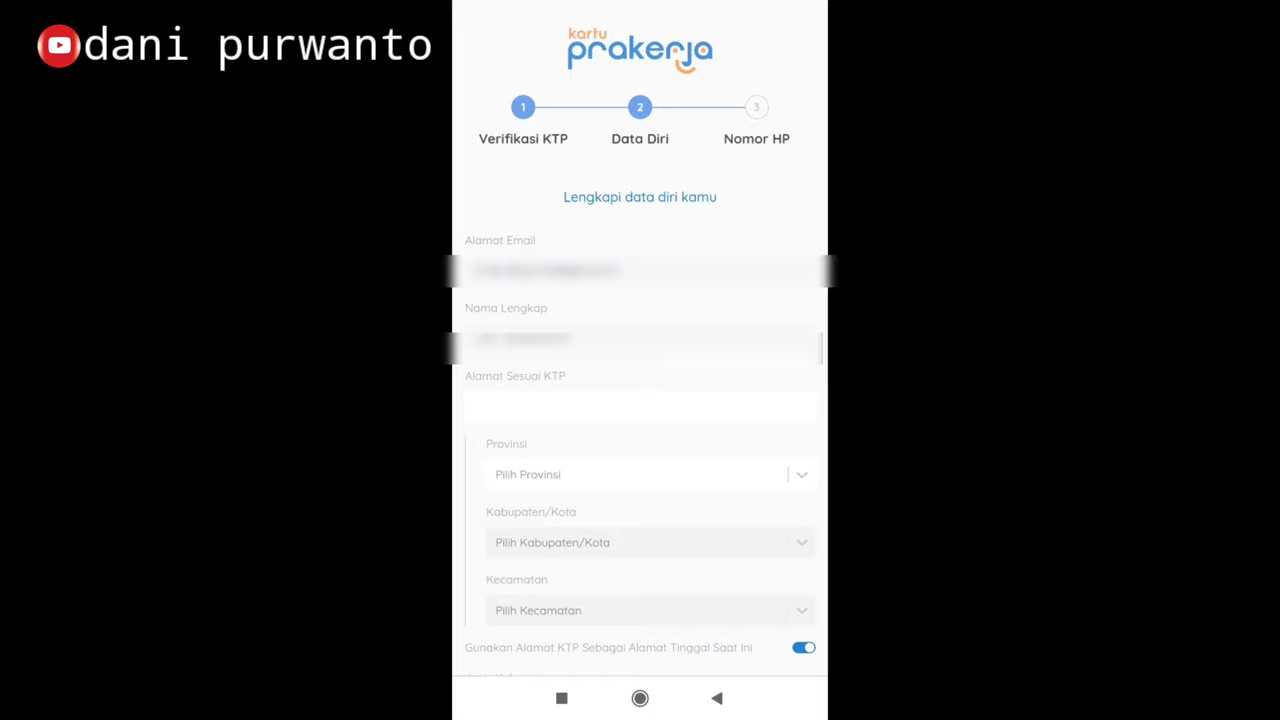 dani purwanto
kartu
prakerja
1 2 3
Verifikasi KTP Data Diri Nomor HP
Lengkapi data diri kamu
Alamat Email
Nama Lengkap
Alamat Sesuai KTP
Provinsi
Pilih Provinsi
Kabupaten/Kota
Pilih Kabupaten/Kota
Kecamatan
Pilih Kecamatan
Gunakan Alamat KTP Sebagai Alamat Tinggal Saat Ini